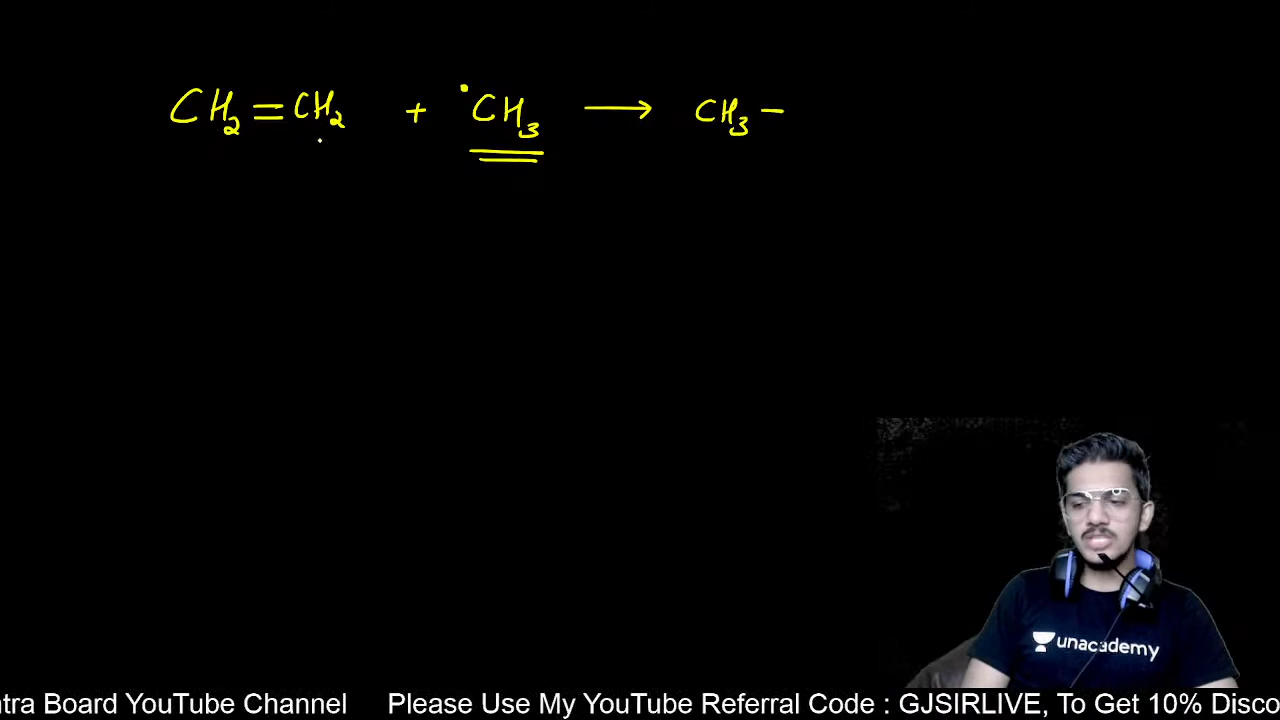 CH₂=CH₂ + •CH₃ → CH₃ –
unacademy
ntra Board YouTube Channel Please Use My YouTube Referral Code : GJSIRLIVE, To Get 10% Disco